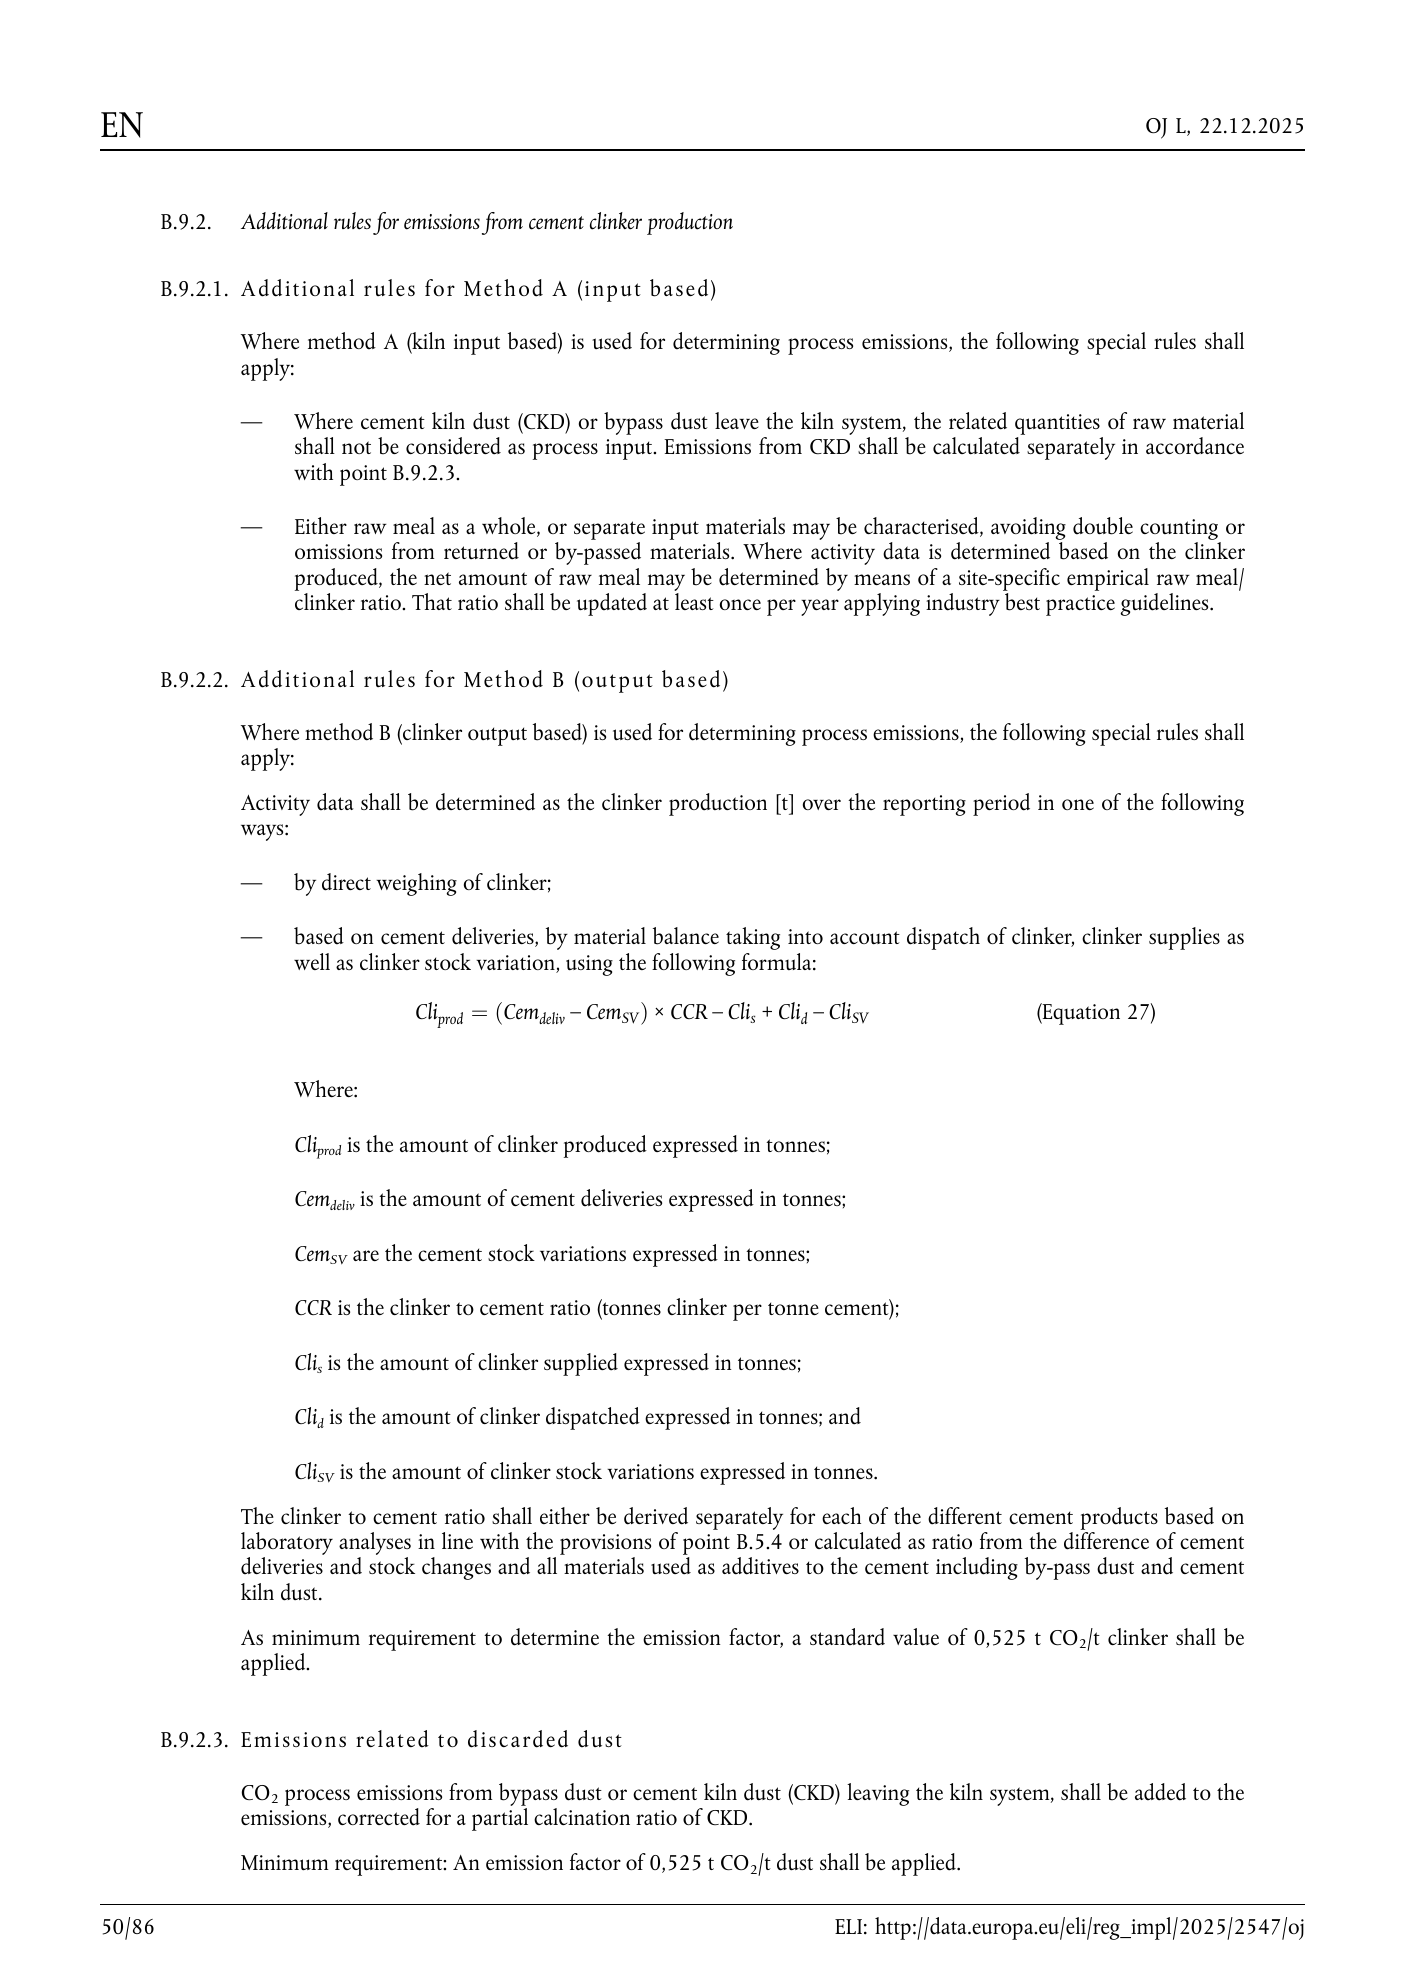 EN
OJ L, 22.12.2025
B.9.2. Additional rules for emissions from cement clinker production
B.9.2.1. Additional rules for Method A (input based)
Where method A (kiln input based) is used for determining process emissions, the following special rules shall
apply:
— Where cement kiln dust (CKD) or bypass dust leave the kiln system, the related quantities of raw material
shall not be considered as process input. Emissions from CKD shall be calculated separately in accordance
with point B.9.2.3.
— Either raw meal as a whole, or separate input materials may be characterised, avoiding double counting or
omissions from returned or by-passed materials. Where activity data is determined based on the clinker
produced, the net amount of raw meal may be determined by means of a site-specific empirical raw meal/
clinker ratio. That ratio shall be updated at least once per year applying industry best practice guidelines.
B.9.2.2. Additional rules for Method B (output based)
Where method B (clinker output based) is used for determining process emissions, the following special rules shall
apply:
Activity data shall be determined as the clinker production [t] over the reporting period in one of the following
ways:
— by direct weighing of clinker;
— based on cement deliveries, by material balance taking into account dispatch of clinker, clinker supplies as
well as clinker stock variation, using the following formula:
Cli_prod = (Cem_deliv – Cem_SV) × CCR – Cli_s + Cli_d – Cli_SV (Equation 27)
Where:
Cli_prod is the amount of clinker produced expressed in tonnes;
Cem_deliv is the amount of cement deliveries expressed in tonnes;
Cem_SV are the cement stock variations expressed in tonnes;
CCR is the clinker to cement ratio (tonnes clinker per tonne cement);
Cli_s is the amount of clinker supplied expressed in tonnes;
Cli_d is the amount of clinker dispatched expressed in tonnes; and
Cli_SV is the amount of clinker stock variations expressed in tonnes.
The clinker to cement ratio shall either be derived separately for each of the different cement products based on
laboratory analyses in line with the provisions of point B.5.4 or calculated as ratio from the difference of cement
deliveries and stock changes and all materials used as additives to the cement including by-pass dust and cement
kiln dust.
As minimum requirement to determine the emission factor, a standard value of 0,525 t CO₂/t clinker shall be
applied.
B.9.2.3. Emissions related to discarded dust
CO₂ process emissions from bypass dust or cement kiln dust (CKD) leaving the kiln system, shall be added to the
emissions, corrected for a partial calcination ratio of CKD.
Minimum requirement: An emission factor of 0,525 t CO₂/t dust shall be applied.
50/86
ELI: http://data.europa.eu/eli/reg_impl/2025/2547/oj